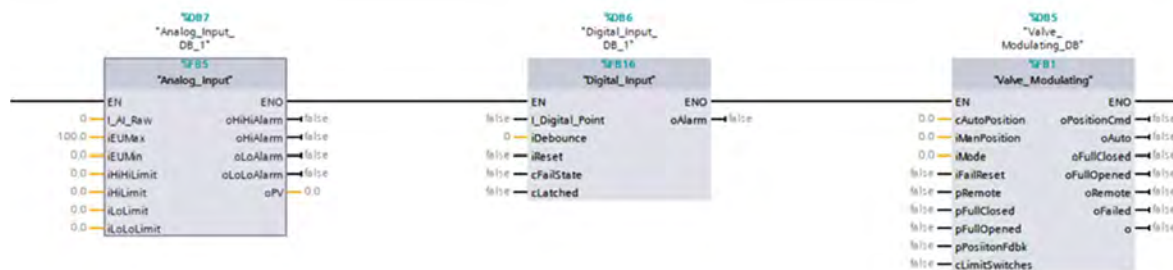 %DB7
"Analog_Input_
DB_1"
%FB5
"Analog_Input"
EN ENO
0 I_AI_Raw oHiHiAlarm false
100.0 iEUMax oHiAlarm false
0.0 iEUMin oLoAlarm false
0.0 iHiHiLimit oLoLoAlarm false
0.0 iHiLimit oPV 0.0
0.0 iLoLimit
0.0 iLoLoLimit
%DB6
"Digital_Input_
DB_1"
%FB16
"Digital_Input"
EN ENO
false I_Digital_Point oAlarm false
0 iDebounce
false iReset
false cFailState
false cLatched
%DB5
"Valve_
Modulating_DB"
%FB1
"Valve_Modulating"
EN ENO
0.0 cAutoPosition oPositionCmd false
0.0 iManPosition oAuto false
0.0 iMode oFullClosed false
false iFailReset oFullOpened false
false pRemote oRemote false
false pFullClosed oFailed false
false pFullOpened o false
false pPosiitonFdbk
false cLimitSwitches